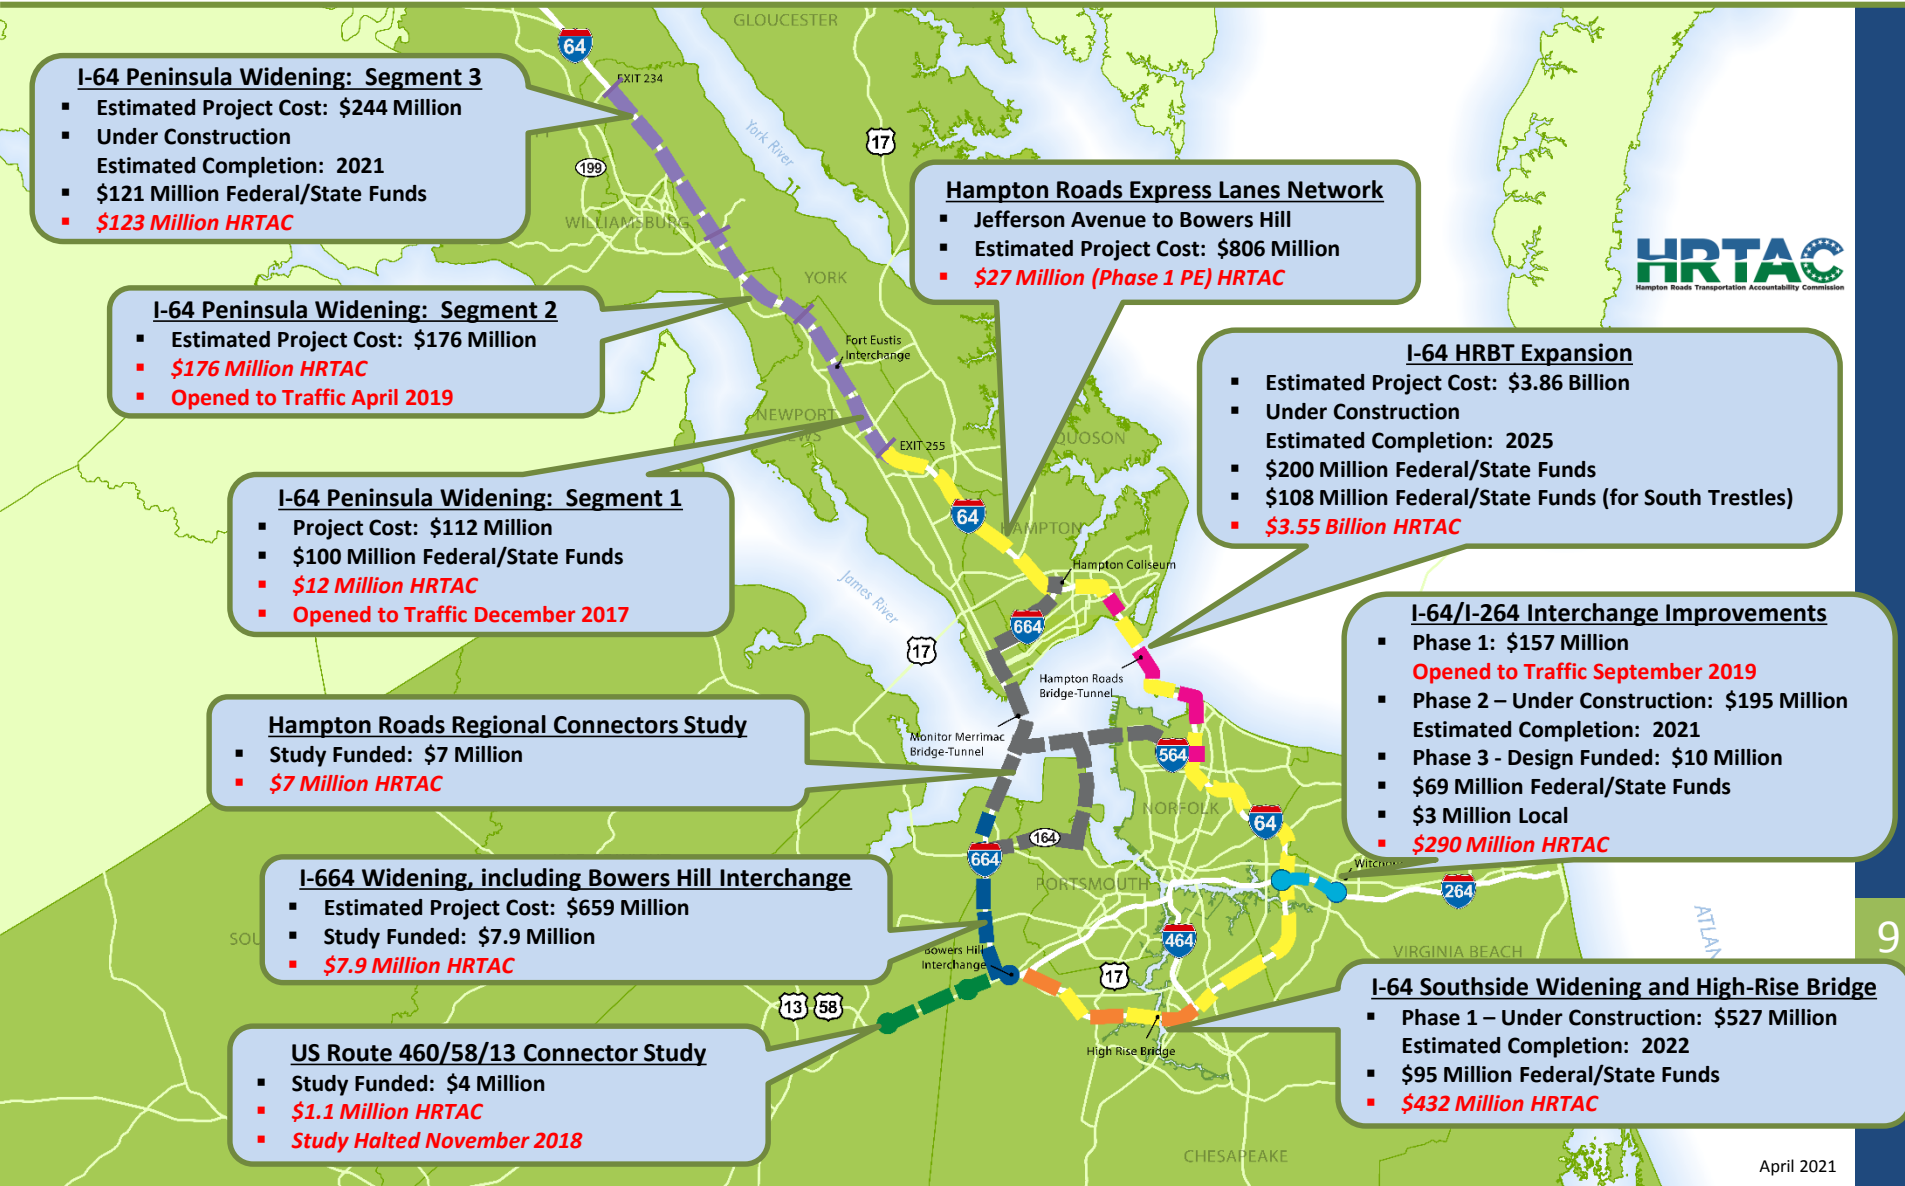 GLOUCESTER
64
EXIT 234
I-64 Peninsula Widening: Segment 3
▪ Estimated Project Cost: $244 Million
▪ Under Construction
Estimated Completion: 2021
▪ $121 Million Federal/State Funds
▪ $123 Million HRTAC
York River
17
199
WILLIAMSBURG
Hampton Roads Express Lanes Network
▪ Jefferson Avenue to Bowers Hill
▪ Estimated Project Cost: $806 Million
▪ $27 Million (Phase 1 PE) HRTAC
HRTAC
Hampton Roads Transportation Accountability Commission
YORK
I-64 Peninsula Widening: Segment 2
▪ Estimated Project Cost: $176 Million
▪ $176 Million HRTAC
▪ Opened to Traffic April 2019
Fort Eustis
Interchange
I-64 HRBT Expansion
▪ Estimated Project Cost: $3.86 Billion
▪ Under Construction
Estimated Completion: 2025
▪ $200 Million Federal/State Funds
▪ $108 Million Federal/State Funds (for South Trestles)
▪ $3.55 Billion HRTAC
NEWPORT
EWS
QUOSON
EXIT 255
I-64 Peninsula Widening: Segment 1
▪ Project Cost: $112 Million
▪ $100 Million Federal/State Funds
▪ $12 Million HRTAC
▪ Opened to Traffic December 2017
64
HAMPTON
Hampton Coliseum
James River
664
17
I-64/I-264 Interchange Improvements
▪ Phase 1: $157 Million
Opened to Traffic September 2019
▪ Phase 2 – Under Construction: $195 Million
Estimated Completion: 2021
▪ Phase 3 - Design Funded: $10 Million
▪ $69 Million Federal/State Funds
▪ $3 Million Local
▪ $290 Million HRTAC
Hampton Roads
Bridge-Tunnel
Hampton Roads Regional Connectors Study
▪ Study Funded: $7 Million
▪ $7 Million HRTAC
Monitor Merrimac
Bridge-Tunnel
564
NORFOLK
64
164
664
PORTSMOUTH
264
I-664 Widening, including Bowers Hill Interchange
▪ Estimated Project Cost: $659 Million
▪ Study Funded: $7.9 Million
▪ $7.9 Million HRTAC
SOU
Bowers Hill
Interchange
464
17
VIRGINIA BEACH
ATLAN
9
13 58
I-64 Southside Widening and High-Rise Bridge
▪ Phase 1 – Under Construction: $527 Million
Estimated Completion: 2022
▪ $95 Million Federal/State Funds
▪ $432 Million HRTAC
High Rise Bridge
US Route 460/58/13 Connector Study
▪ Study Funded: $4 Million
▪ $1.1 Million HRTAC
▪ Study Halted November 2018
CHESAPEAKE
April 2021